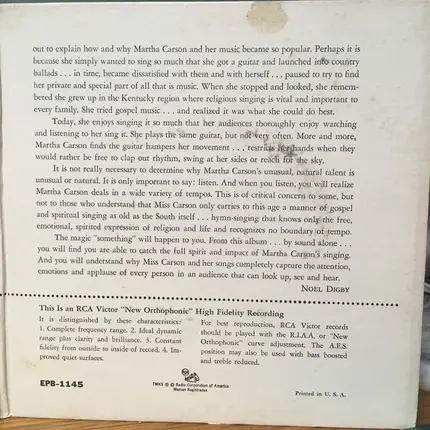 out to explain how and why Martha Carson and her music became so popular. Perhaps it is
because she simply wanted to sing so much that she got a guitar and launched into country
ballads . . . in time, became dissatisfied with them and with herself . . . paused to try to find
her private and special part of all that is music. When she stopped and looked, she remem-
bered she grew up in the Kentucky region where religious singing is vital and important to
every family. She tried gospel music . . . and realized it was what she could do best.
Today, she enjoys singing it so much that her audiences thoroughly enjoy watching
and listening to her sing it. She plays the same guitar, but not very often. More and more,
Martha Carson finds the guitar hampers her movement . . . restricts her hands when they
would rather be free to clap out rhythm, swing at her sides or reach for the sky.
It is not really necessary to determine why Martha Carson's unusual, natural talent is
unusual or natural. It is only important to say: listen. And when you listen, you will realize
Martha Carson deals in a wide variety of tempos. This is of critical concern to some, but
not to those who understand that Miss Carson only carries to this age a manner of gospel
and spiritual singing as old as the South itself . . . hymn-singing that knows only the free,
emotional, spirited expression of religion and life and recognizes no boundary of tempo.
The magic "something" will happen to you. From this album . . . by sound alone . . .
you will find you are able to catch the full spirit and impact of Martha Carson's singing.
And you will understand why Miss Carson and her songs completely capture the attention,
emotions and applause of every person in an audience that can look up, see and hear.
NOEL DIGBY
This Is an RCA Victor "New Orthophonic" High Fidelity Recording
It is distinguished by these characteristics:
1. Complete frequency range. 2. Ideal dynamic
range plus clarity and brilliance. 3. Constant
fidelity from outside to inside of record. 4. Im-
proved quiet surfaces.
For best reproduction, RCA Victor records
should be played with the R.I.A.A. or "New
Orthophonic" curve adjustment. The A.E.S.
position may also be used with bass boosted
and treble reduced.
EPB-1145
TMKS ® © Radio Corporation of America
Marcas Registradas
Printed in U. S. A.